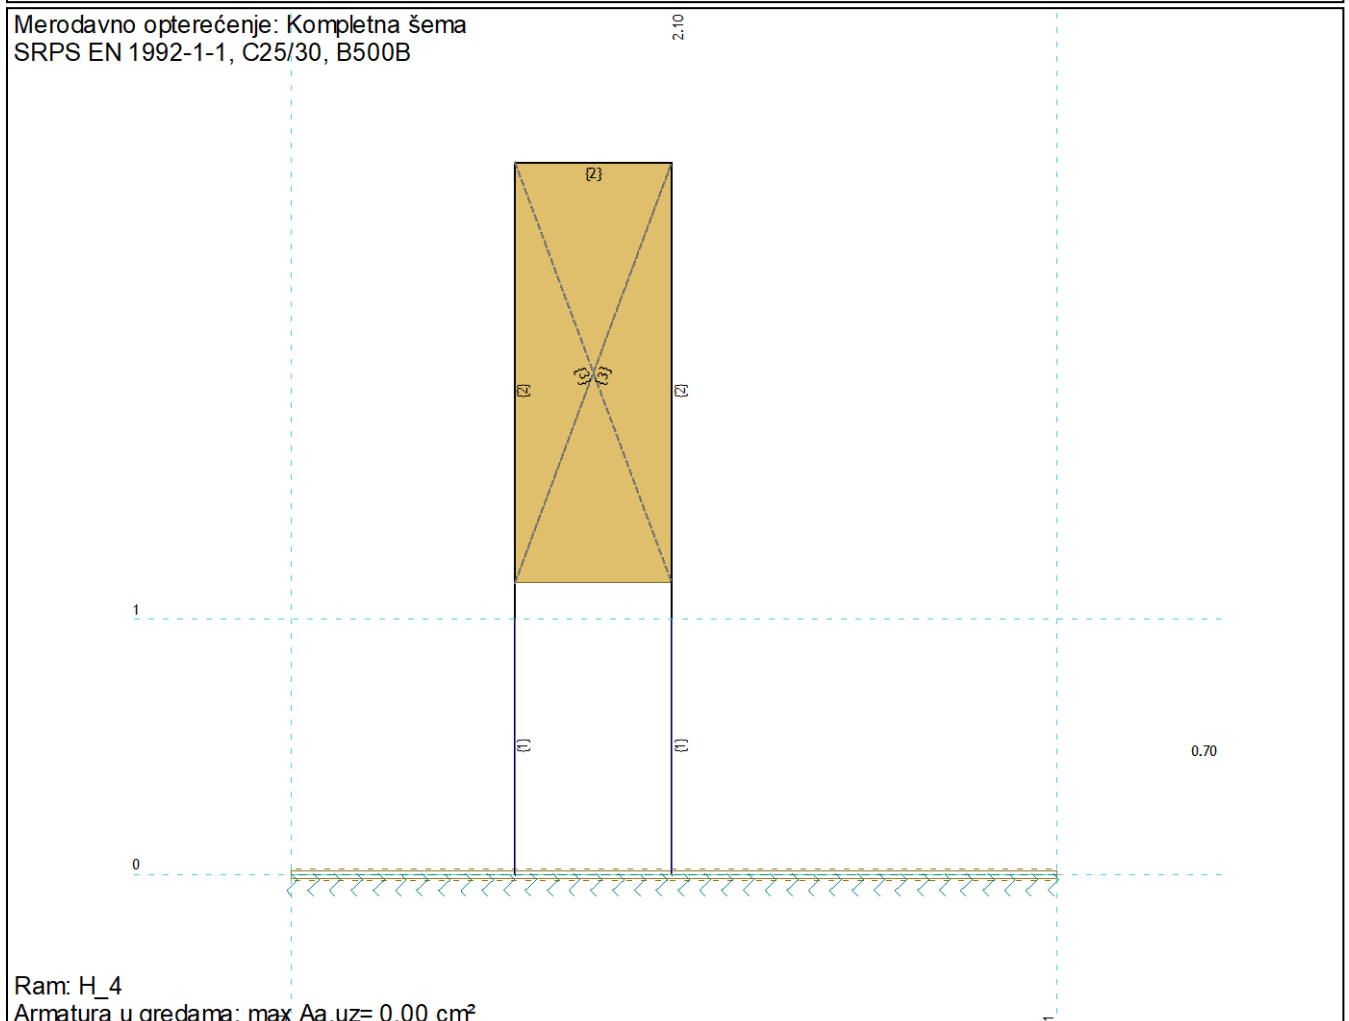 Merodavno opterećenje: Kompletna šema
SRPS EN 1992-1-1, C25/30, B500B
2.10
{2}
{2}
{3}
{3}
{2}
1
{1}
{1}
0.70
0
Ram: H_4
Armatura u gredama: max Aa,uz= 0.00 cm²